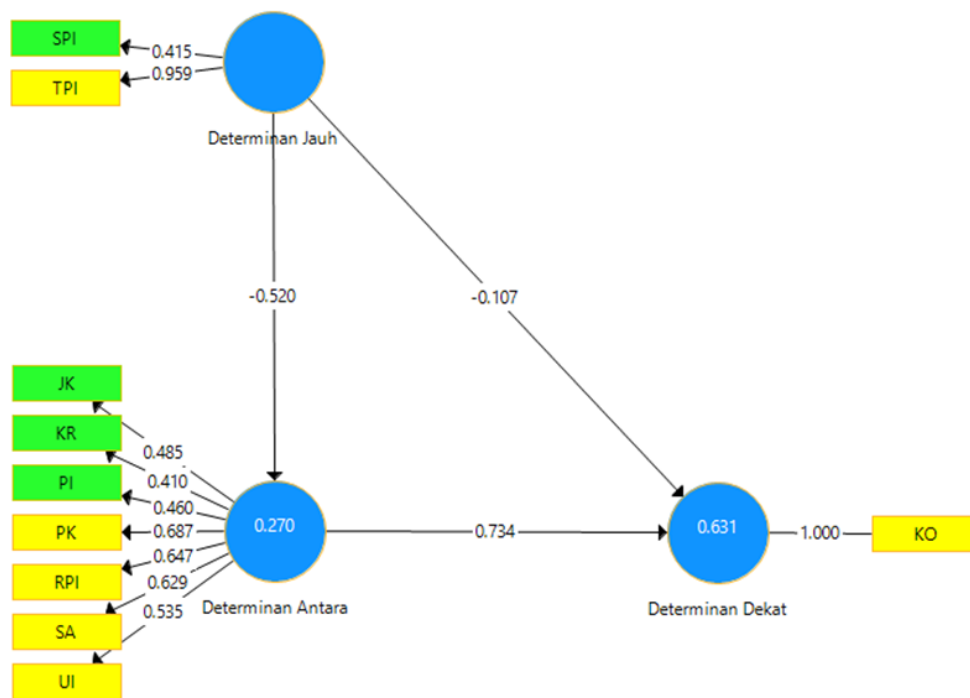 SPI
0.415
TPI
0.959
Determinan Jauh
-0.520
-0.107
JK
KR
0.485
PI
0.410
0.460
PK
0.687
0.270
0.734
0.631
1.000
KO
RPI
0.647
0.629
Determinan Antara
Determinan Dekat
0.535
SA
UI